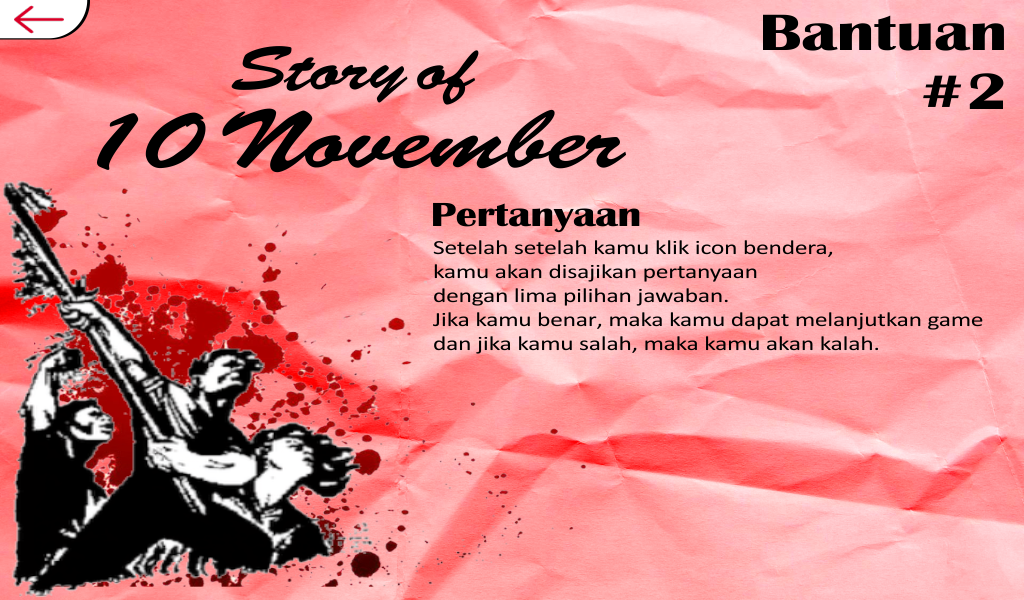 Bantuan
#2
Story of
10 November
Pertanyaan
Setelah setelah kamu klik icon bendera,
kamu akan disajikan pertanyaan
dengan lima pilihan jawaban.
Jika kamu benar, maka kamu dapat melanjutkan game
dan jika kamu salah, maka kamu akan kalah.